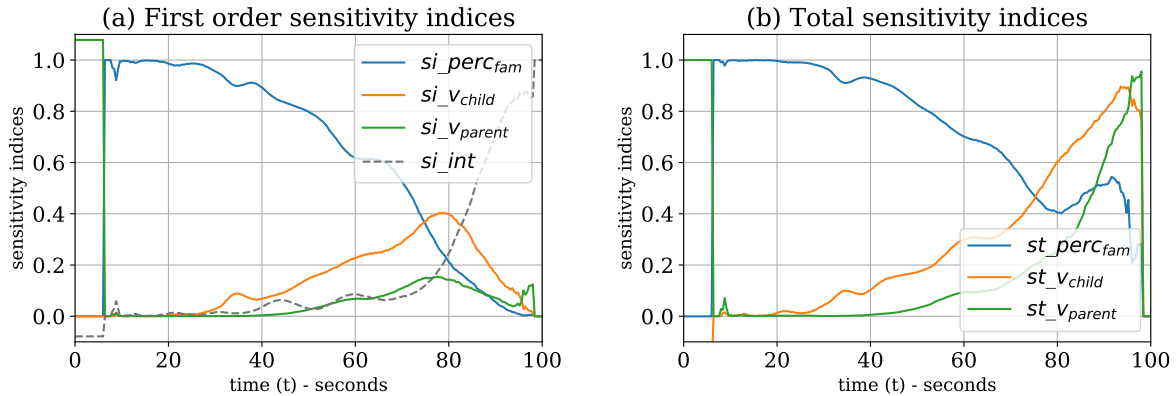 (a) First order sensitivity indices
sensitivity indices
1.0
0.8
0.6
0.4
0.2
0.0
0 20 40 60 80 100
time (t) - seconds
si_perc_fam
si_v_child
si_v_parent
si_int
(b) Total sensitivity indices
sensitivity indices
1.0
0.8
0.6
0.4
0.2
0.0
0 20 40 60 80 100
time (t) - seconds
st_perc_fam
st_v_child
st_v_parent